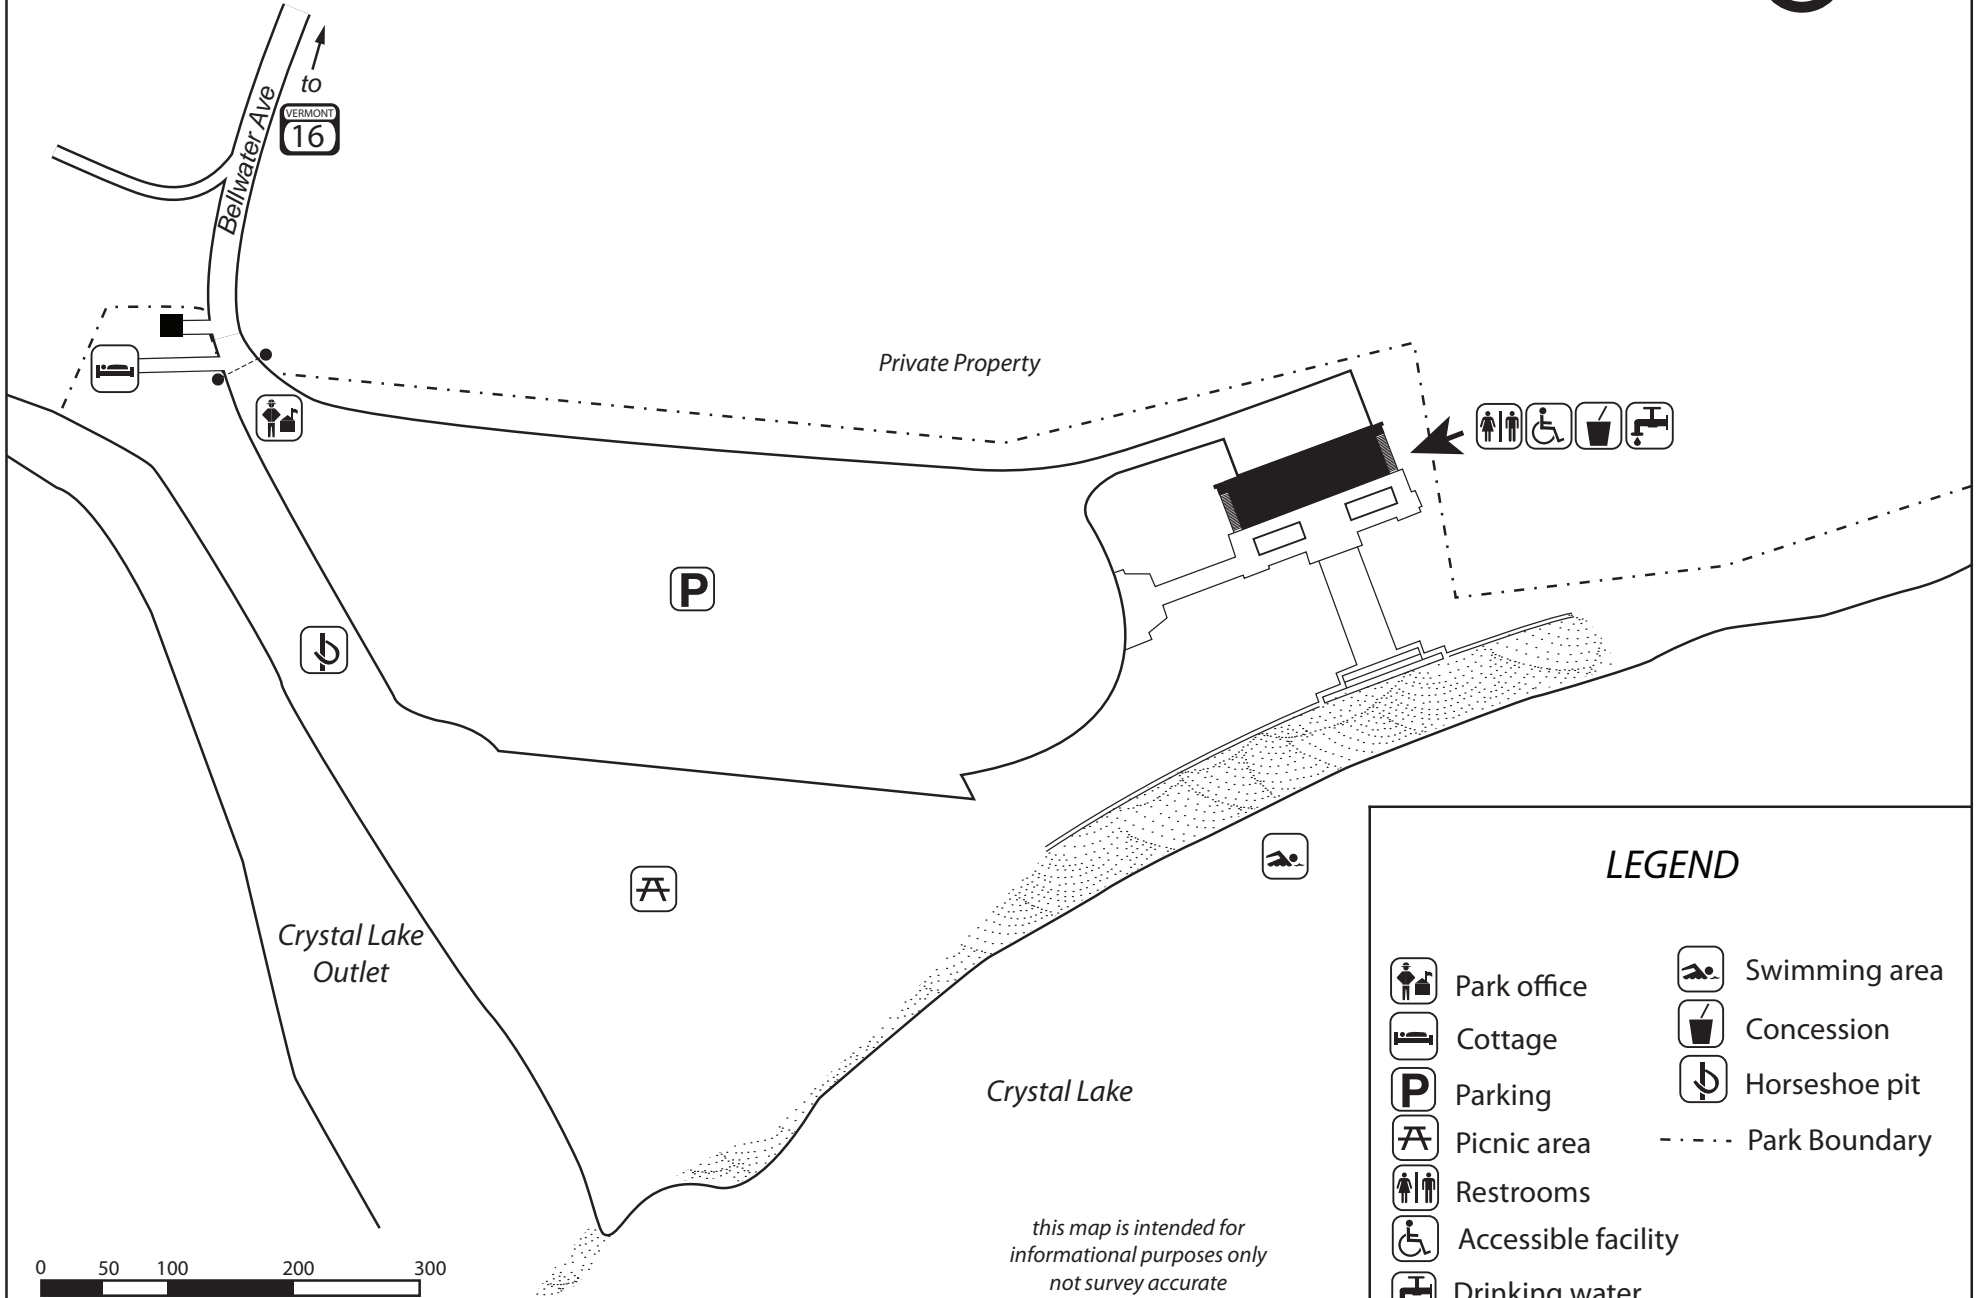 to
VERMONT
16
Bellwater Ave
Private Property
P
Crystal Lake
Outlet
Crystal Lake
this map is intended for
informational purposes only
not survey accurate
0 50 100 200 300
LEGEND
Park office
Cottage
P Parking
Picnic area
Restrooms
Accessible facility
Drinking water
Swimming area
Concession
Horseshoe pit
Park Boundary